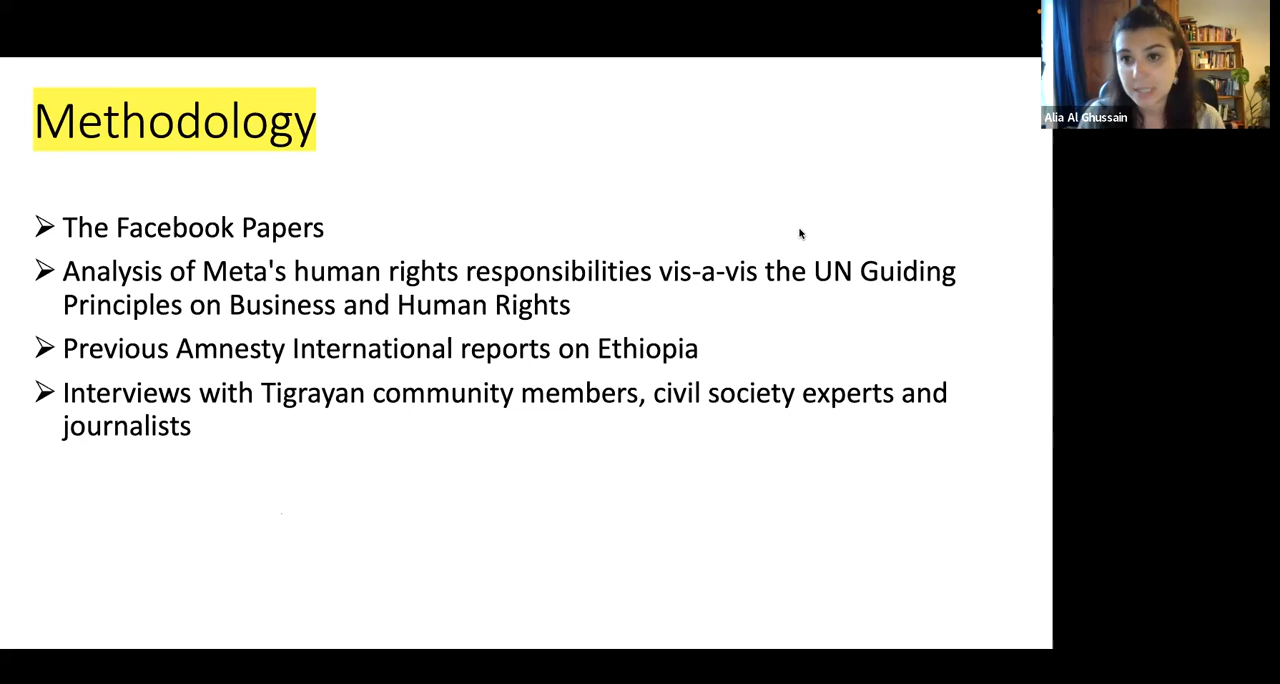 Methodology
The Facebook Papers
Analysis of Meta's human rights responsibilities vis-a-vis the UN Guiding
Principles on Business and Human Rights
Previous Amnesty International reports on Ethiopia
Interviews with Tigrayan community members, civil society experts and
journalists
Alia Al Ghussain